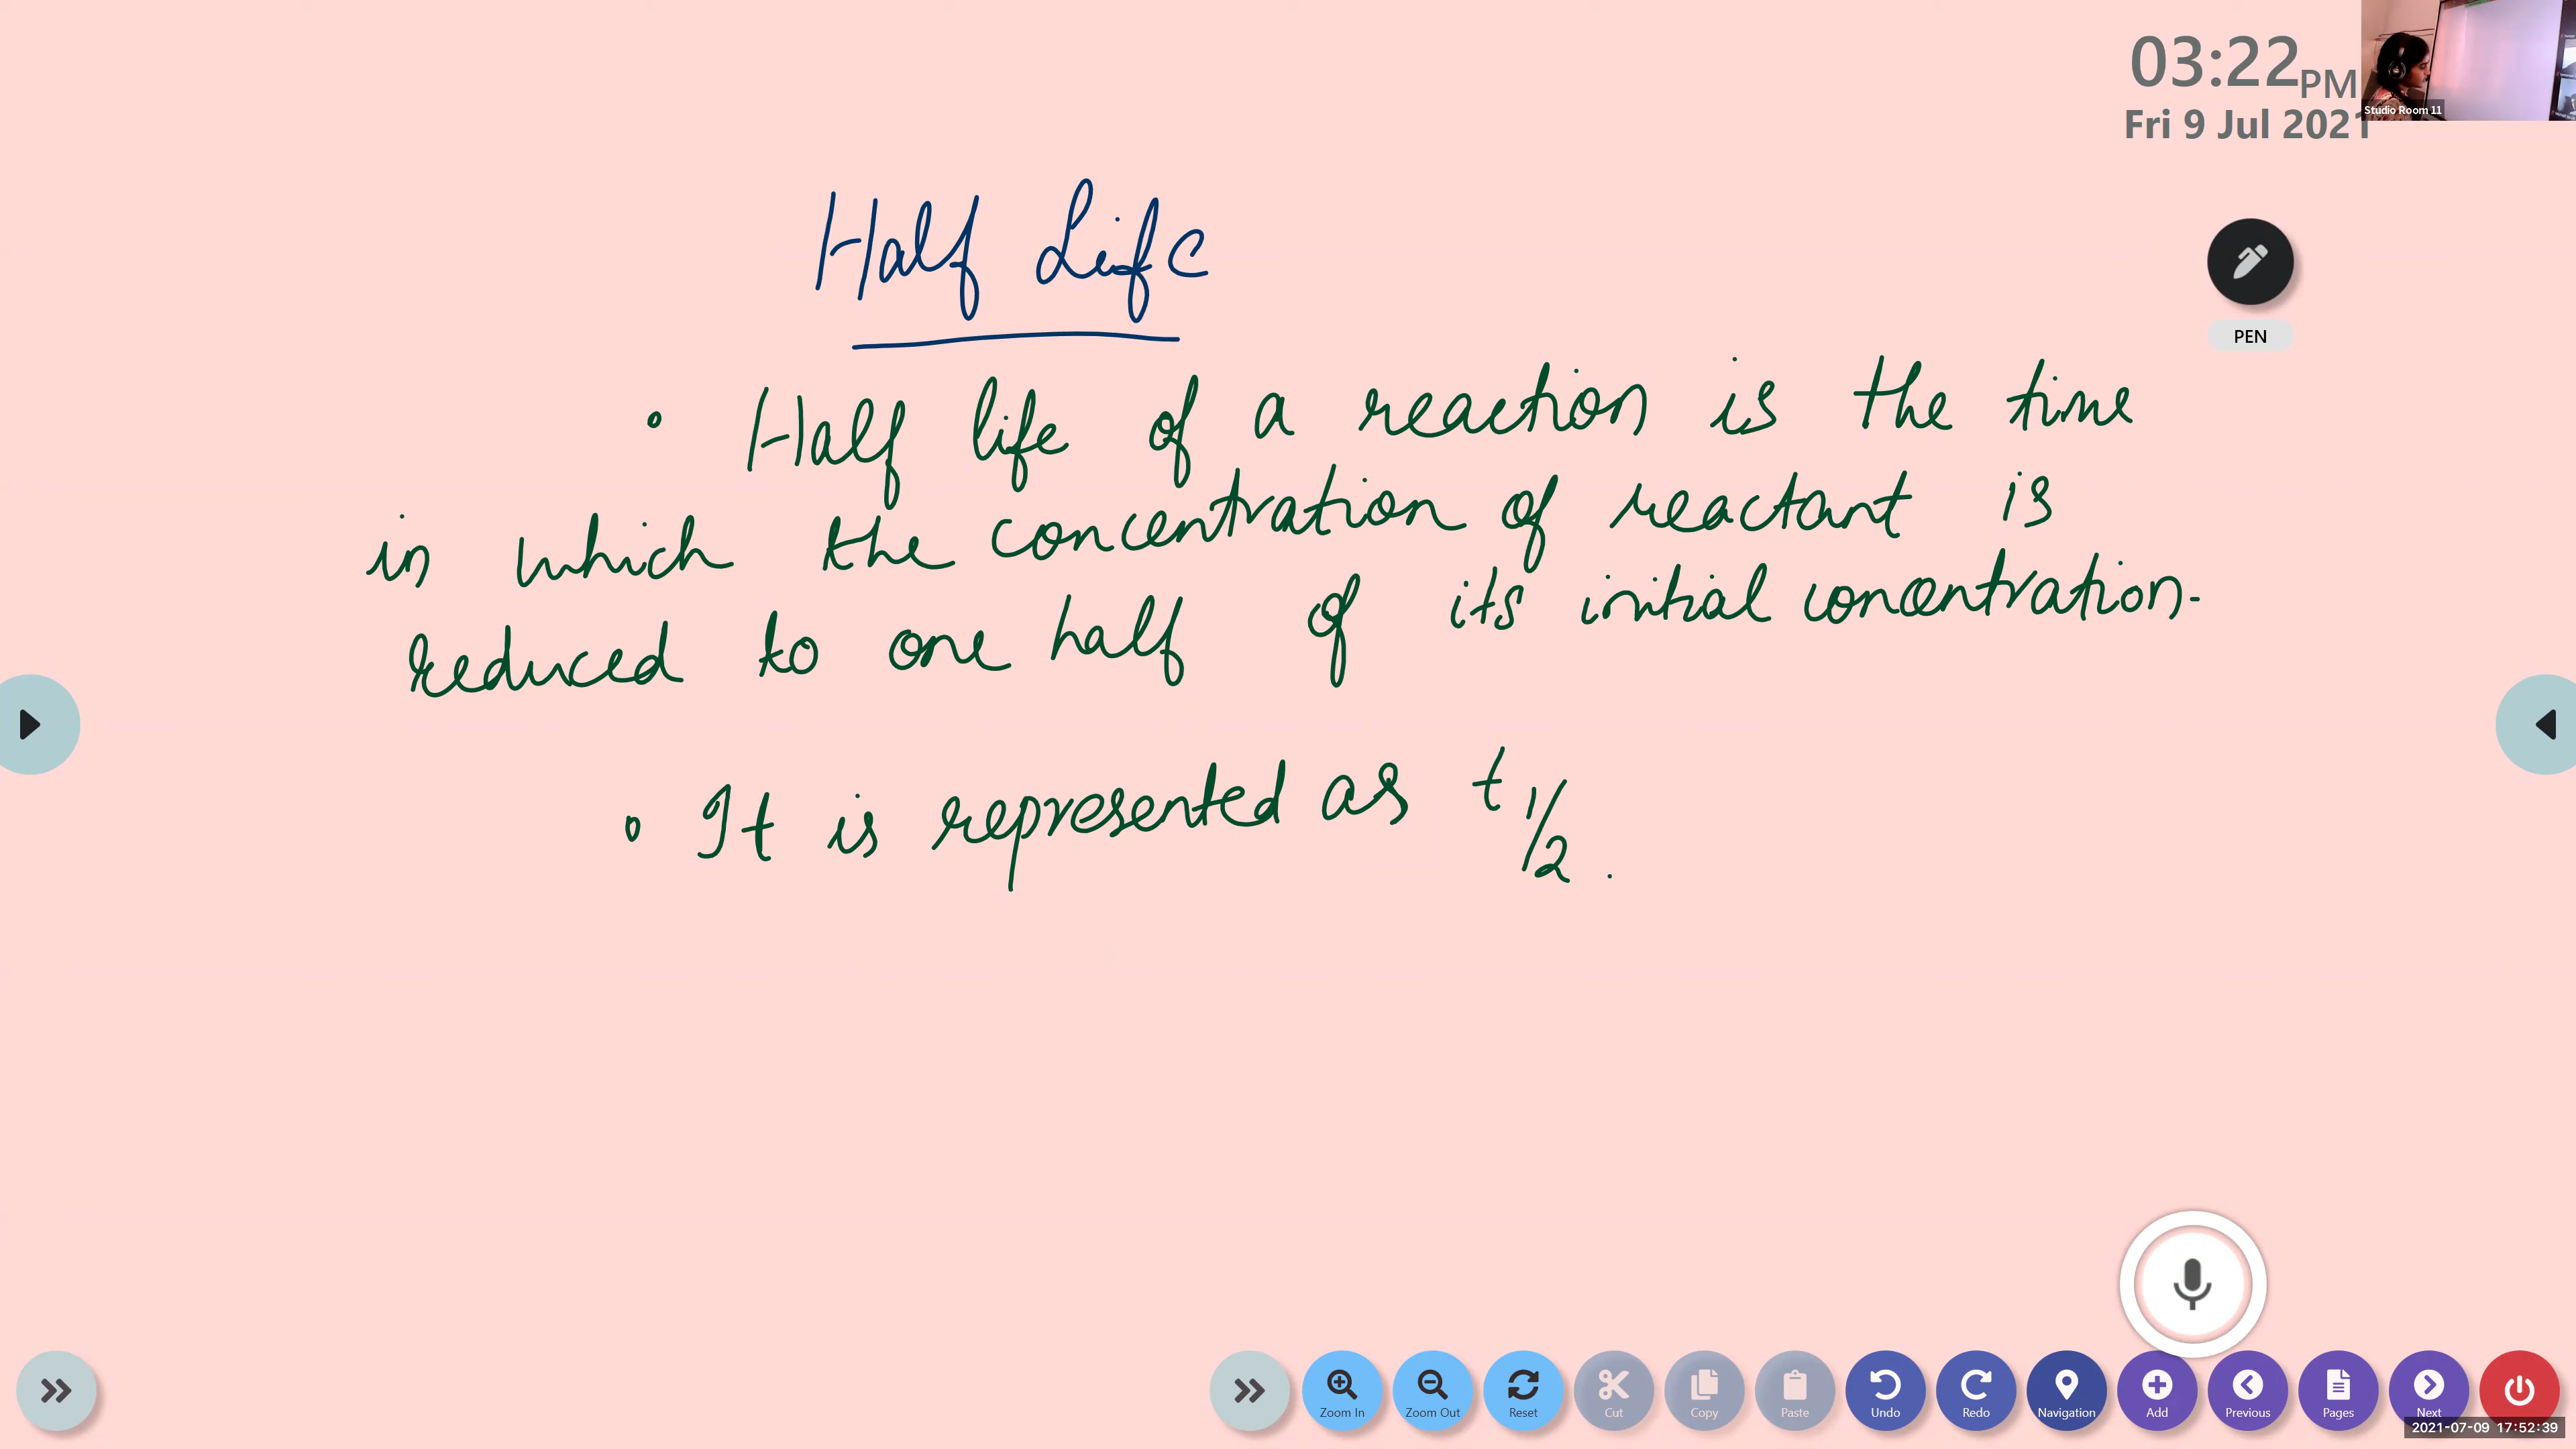 03:22 PM
Fri 9 Jul 2021
Studio Room 11
PEN
Half Life
• Half life of a reaction is the time
in which the concentration of reactant is
reduced to one half of its initial concentration.
• It is represented as t 1/2 .
Zoom In Zoom Out Reset Cut Copy Paste Undo Redo Navigation Add Previous Pages Next
2021-07-09 17:52:39